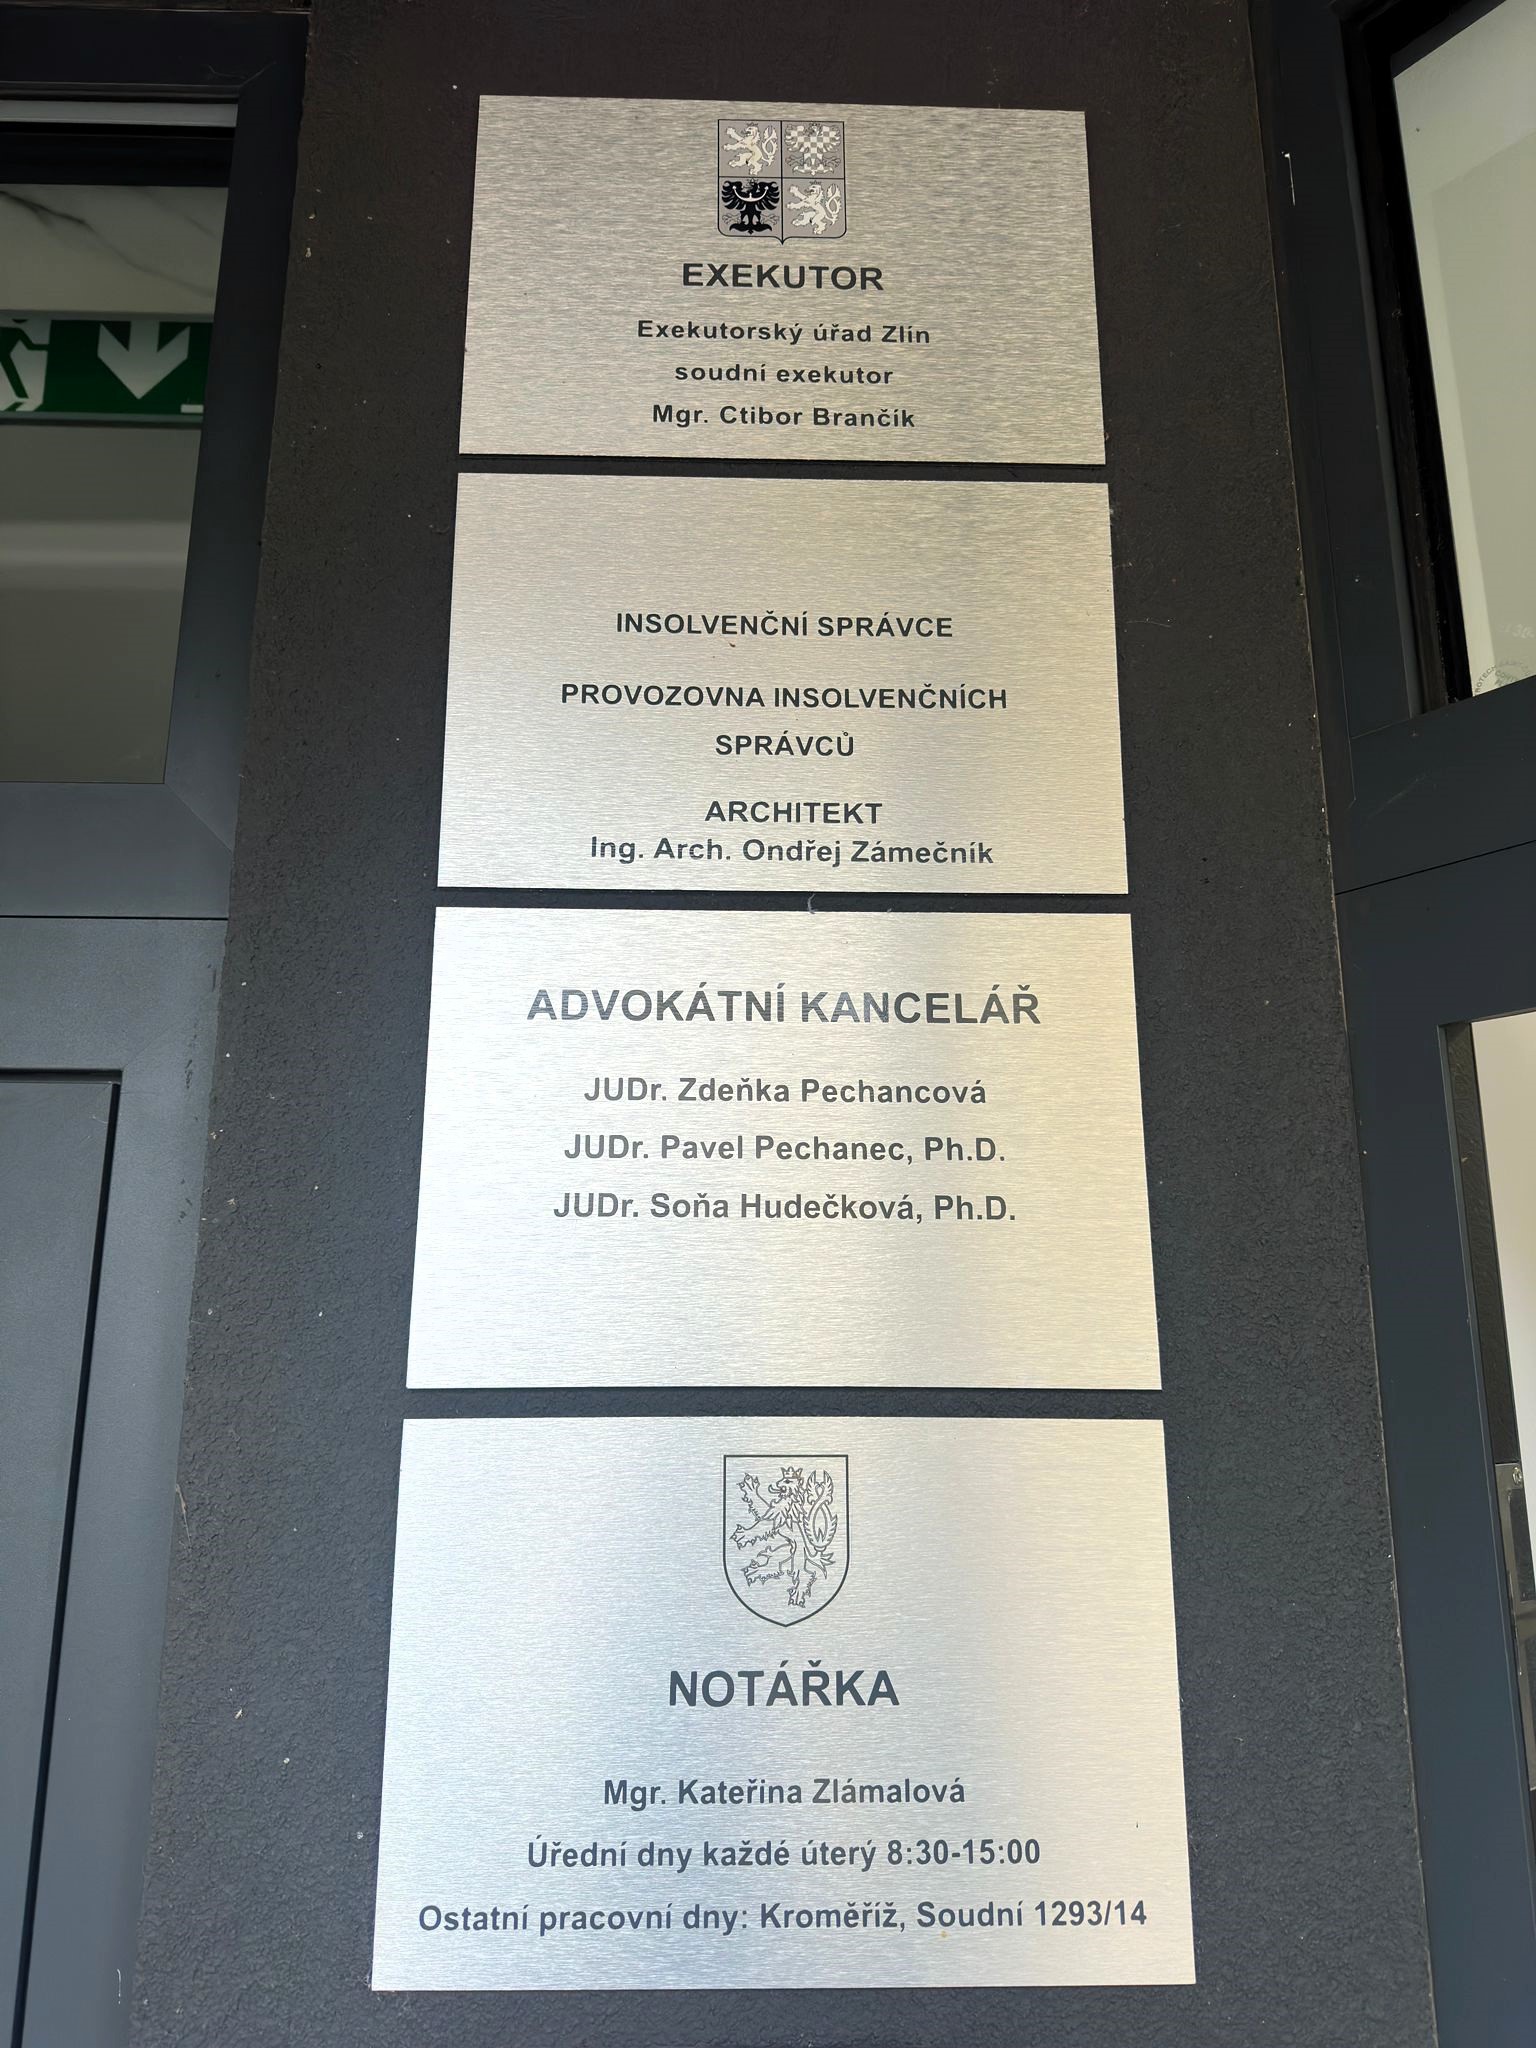 EXEKUTOR
Exekutorský úřad Zlín
soudní exekutor
Mgr. Ctibor Brančík
INSOLVENČNÍ SPRÁVCE
PROVOZOVNA INSOLVENČNÍCH
SPRÁVCŮ
ARCHITEKT
Ing. Arch. Ondřej Zámečník
ADVOKÁTNÍ KANCELÁŘ
JUDr. Zdeňka Pechancová
JUDr. Pavel Pechanec, Ph.D.
JUDr. Soňa Hudečková, Ph.D.
NOTÁŘKA
Mgr. Kateřina Zlámalová
Úřední dny každé úterý 8:30-15:00
Ostatní pracovní dny: Kroměříž, Soudní 1293/14